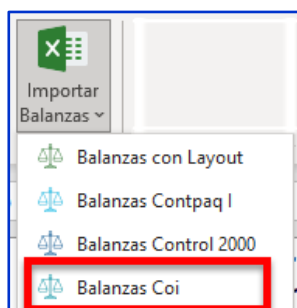 Importar
Balanzas
Balanzas con Layout
Balanzas Contpaq I
Balanzas Control 2000
Balanzas Coi